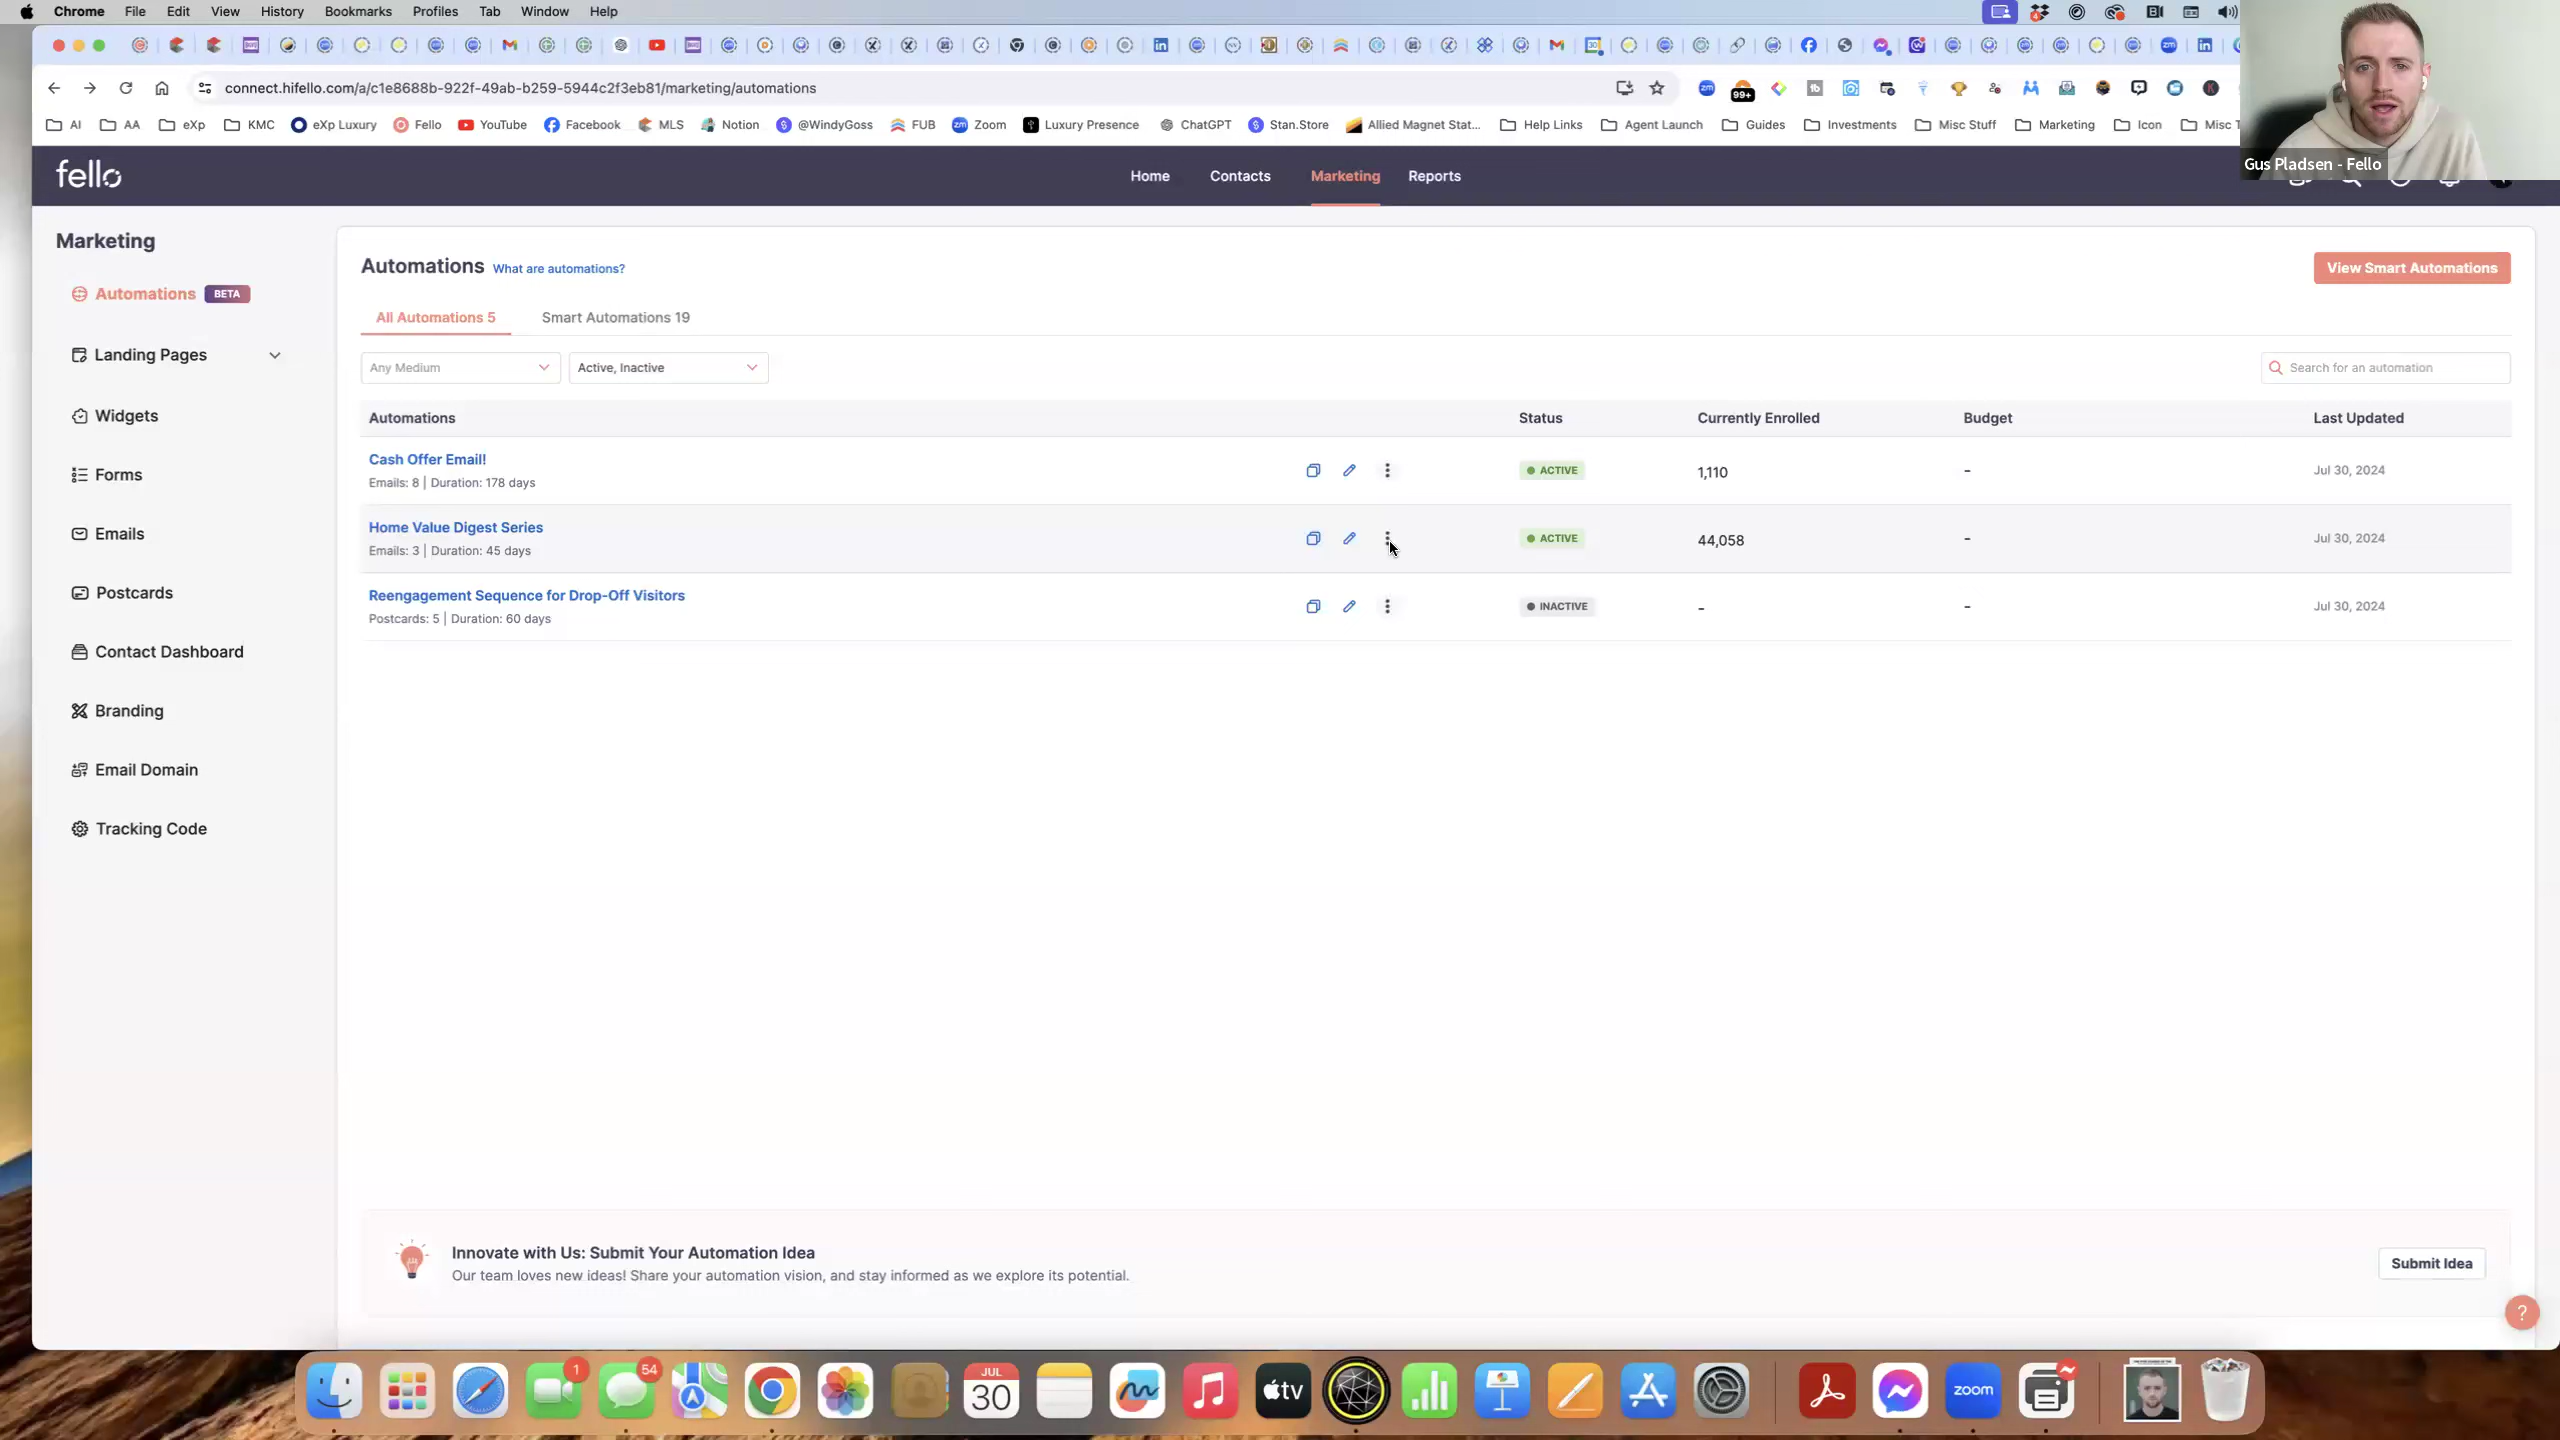 Chrome File Edit View History Bookmarks Profiles Tab Window Help
connect.hifello.com/a/c1e8688b-922f-49ab-b259-5944c2f3eb81/marketing/automations
99+
AI AA eXp KMC eXp Luxury Fello YouTube Facebook MLS Notion @WindyGoss FUB Zoom Luxury Presence ChatGPT Stan.Store Allied Magnet Stat... Help Links Agent Launch Guides Investments Misc Stuff Marketing Icon Misc T
Gus Pladsen - Fello
fello
Home Contacts Marketing Reports
Marketing
Automations BETA
Landing Pages
Widgets
Forms
Emails
Postcards
Contact Dashboard
Branding
Email Domain
Tracking Code
Automations What are automations?
View Smart Automations
All Automations 5 Smart Automations 19
Any Medium Active, Inactive Search for an automation
Automations Status Currently Enrolled Budget Last Updated
Cash Offer Email!
Emails: 8 | Duration: 178 days
ACTIVE 1,110 - Jul 30, 2024
Home Value Digest Series
Emails: 3 | Duration: 45 days
ACTIVE 44,058 - Jul 30, 2024
Reengagement Sequence for Drop-Off Visitors
Postcards: 5 | Duration: 60 days
INACTIVE - - Jul 30, 2024
Innovate with Us: Submit Your Automation Idea
Our team loves new ideas! Share your automation vision, and stay informed as we explore its potential.
Submit Idea
?
1
54
JUL
30
tv
zoom